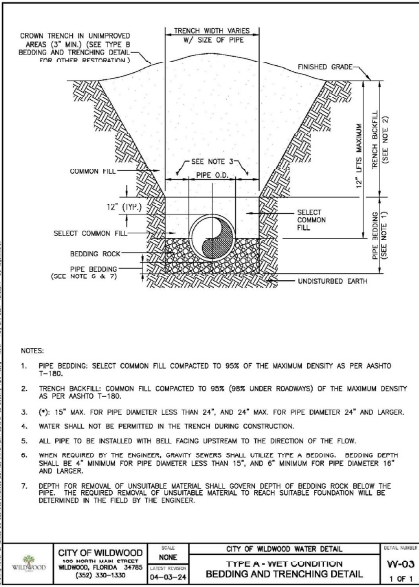 CROWN TRENCH IN UNIMPROVED
AREAS (3" MIN.) (SEE TYPE B
BEDDING AND TRENCHING DETAIL
FOR OTHER RESTORATION.)
TRENCH WIDTH VARIES
W/ SIZE OF PIPE
FINISHED GRADE
SEE NOTE 3
PIPE O.D.
COMMON FILL
12" (TYP.)
SELECT COMMON FILL
SELECT
COMMON
FILL
BEDDING ROCK
PIPE BEDDING
(SEE NOTE 6 & 7)
UNDISTURBED EARTH
12" LIFTS MAXIMUM
TRENCH BACKFILL
(SEE NOTE 2)
PIPE BEDDING
(SEE NOTE 1)
NOTES:
1. PIPE BEDDING: SELECT COMMON FILL COMPACTED TO 95% OF THE MAXIMUM DENSITY AS PER AASHTO
T-180.
2. TRENCH BACKFILL: COMMON FILL COMPACTED TO 95% (98% UNDER ROADWAYS) OF THE MAXIMUM DENSITY
AS PER AASHTO T-180.
3. (*): 15" MAX. FOR PIPE DIAMETER LESS THAN 24", AND 24" MAX. FOR PIPE DIAMETER 24" AND LARGER.
4. WATER SHALL NOT BE PERMITTED IN THE TRENCH DURING CONSTRUCTION.
5. ALL PIPE TO BE INSTALLED WITH BELL FACING UPSTREAM TO THE DIRECTION OF THE FLOW.
6. WHEN REQUIRED BY THE ENGINEER, GRAVITY SEWERS SHALL UTILIZE TYPE A BEDDING. BEDDING DEPTH
SHALL BE 4" MINIMUM FOR PIPE DIAMETER LESS THAN 15", AND 6" MINIMUM FOR PIPE DIAMETER 16"
AND LARGER.
7. DEPTH FOR REMOVAL OF UNSUITABLE MATERIAL SHALL GOVERN DEPTH OF BEDDING ROCK BELOW THE
PIPE. THE REQUIRED REMOVAL OF UNSUITABLE MATERIAL TO REACH SUITABLE FOUNDATION WILL BE
DETERMINED IN THE FIELD BY THE ENGINEER.
WILDWOOD
CITY OF WILDWOOD
100 NORTH MAIN STREET
WILDWOOD, FLORIDA 34785
(352) 330-1330
SCALE
NONE
LATEST REVISION
04-03-24
CITY OF WILDWOOD WATER DETAIL
TYPE A - WET CONDITION
BEDDING AND TRENCHING DETAIL
DETAIL NUMBER
W-03
1 OF 1